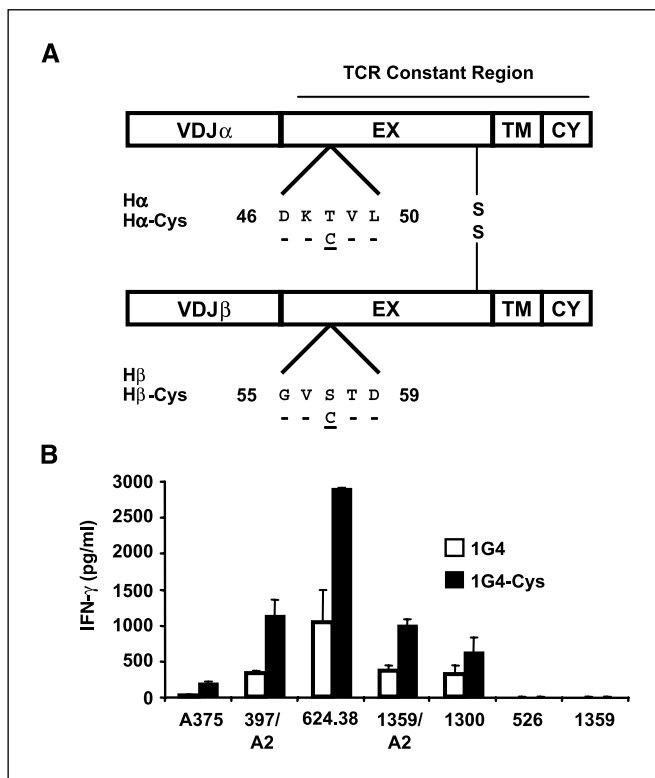 A
TCR Constant Region
VDJα EX TM CY
Hα
Hα-Cys 46 D K T V L 50
- - C - -
S
S
VDJβ EX TM CY
Hβ
Hβ-Cys 55 G V S T D 59
- - C - -
B
IFN-γ (pg/ml)
3000
2500
2000
1500
1000
500
0
1G4
1G4-Cys
A375 397/A2 624.38 1359/A2 1300 526 1359